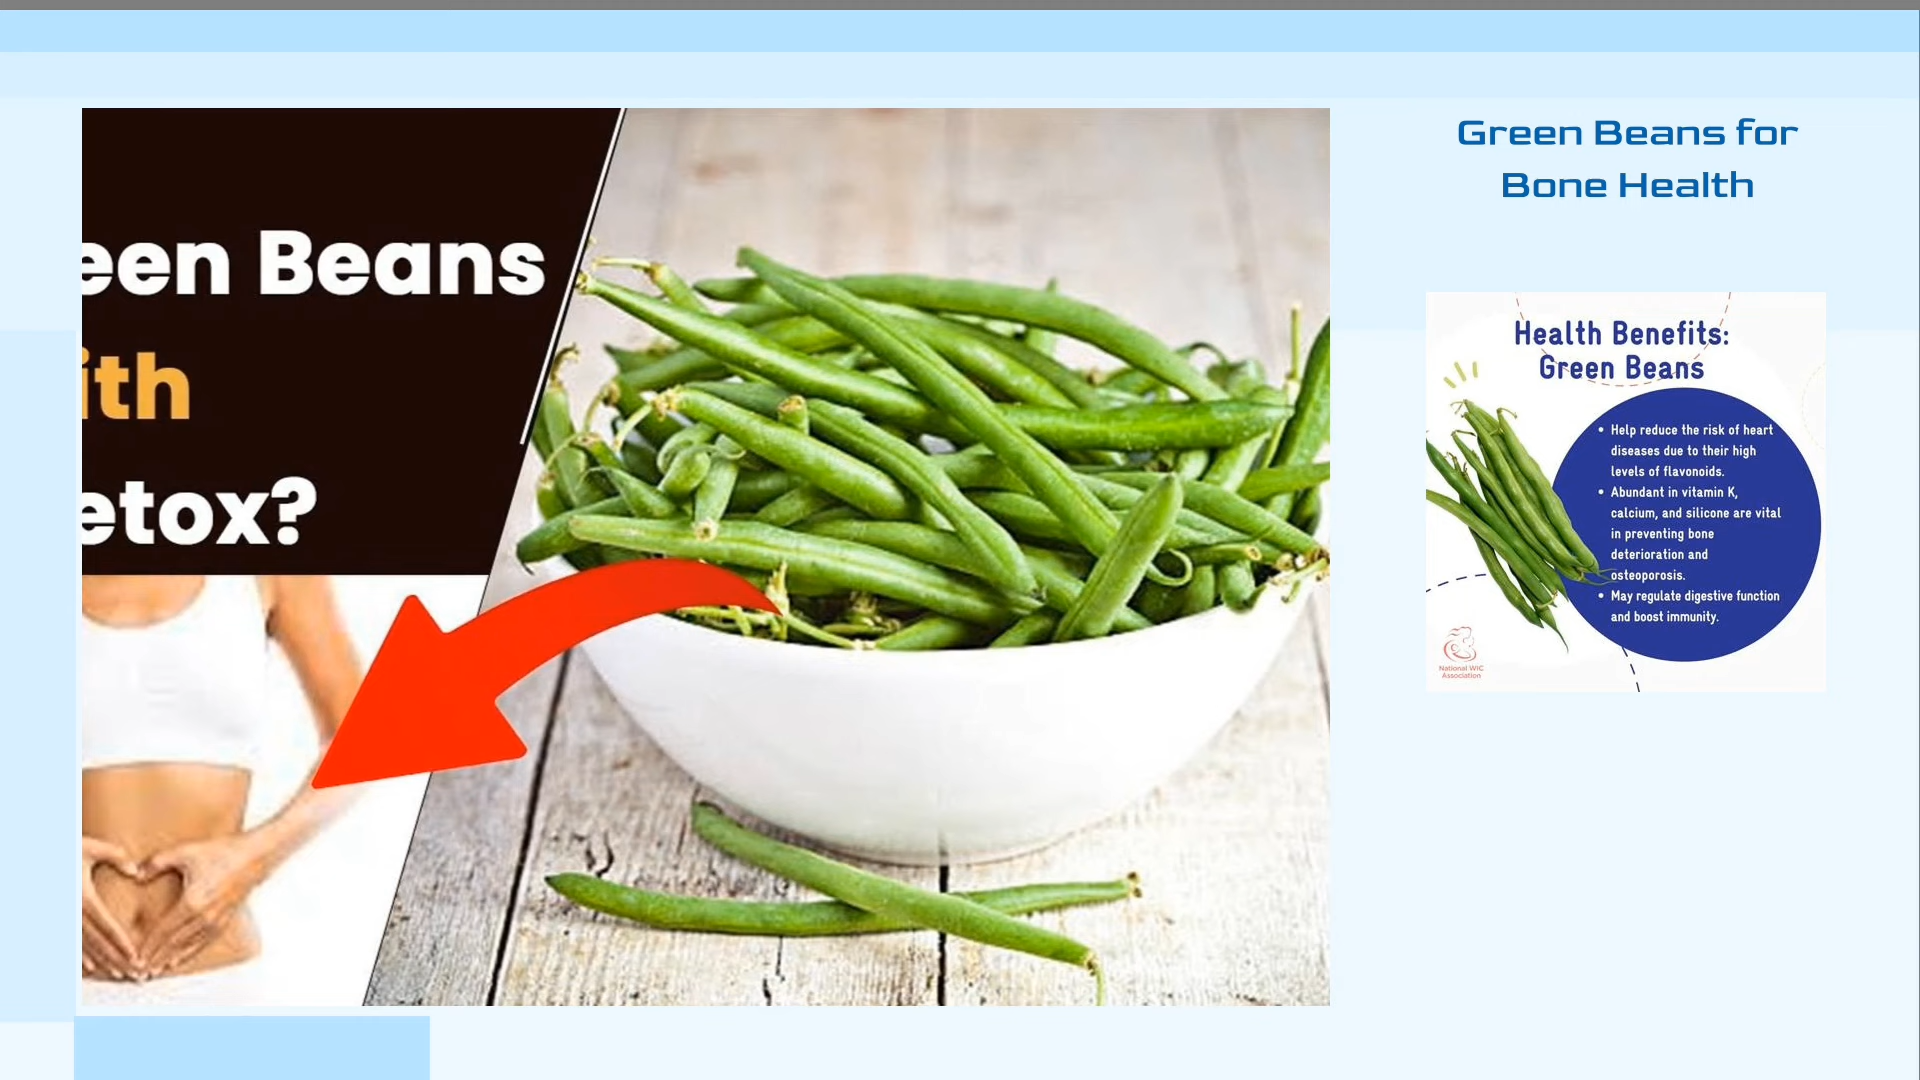 een Beans
ith
etox?
Green Beans for
Bone Health
Health Benefits:
Green Beans
• Help reduce the risk of heart
diseases due to their high
levels of flavonoids.
• Abundant in vitamin K,
calcium, and silicone are vital
in preventing bone
deterioration and
osteoporosis.
• May regulate digestive function
and boost immunity.
National WIC
Association